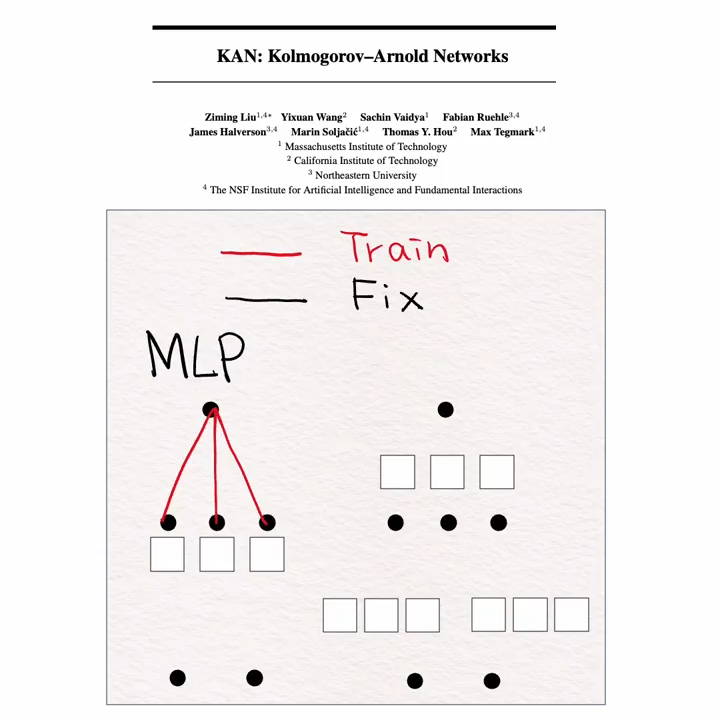 KAN: Kolmogorov–Arnold Networks
Ziming Liu1,4* Yixuan Wang2 Sachin Vaidya1 Fabian Ruehle3,4
James Halverson3,4 Marin Soljačić1,4 Thomas Y. Hou2 Max Tegmark1,4
1 Massachusetts Institute of Technology
2 California Institute of Technology
3 Northeastern University
4 The NSF Institute for Artificial Intelligence and Fundamental Interactions
Train
Fix
MLP